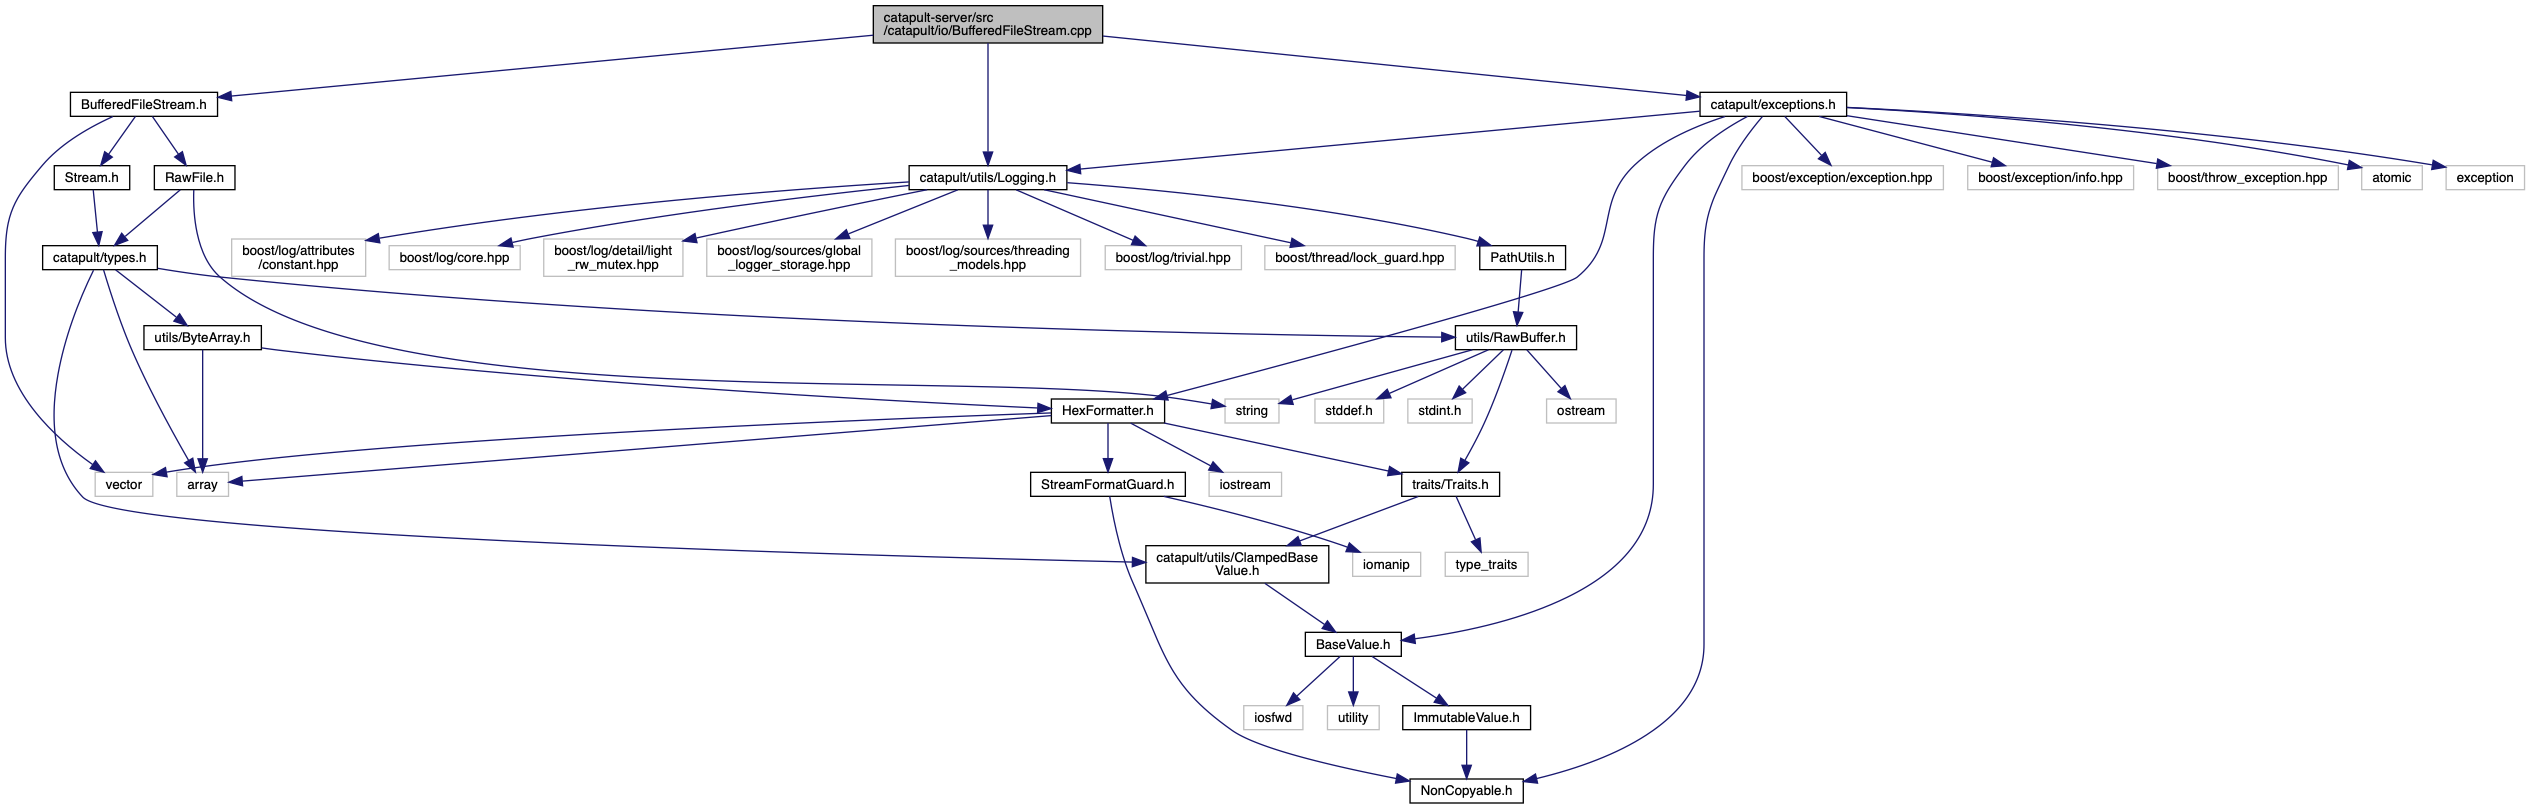 catapult-server/src
/catapult/io/BufferedFileStream.cpp
BufferedFileStream.h
catapult/exceptions.h
Stream.h
RawFile.h
catapult/utils/Logging.h
boost/exception/exception.hpp
boost/exception/info.hpp
boost/throw_exception.hpp
atomic
exception
catapult/types.h
boost/log/attributes
/constant.hpp
boost/log/core.hpp
boost/log/detail/light
_rw_mutex.hpp
boost/log/sources/global
_logger_storage.hpp
boost/log/sources/threading
_models.hpp
boost/log/trivial.hpp
boost/thread/lock_guard.hpp
PathUtils.h
utils/ByteArray.h
utils/RawBuffer.h
HexFormatter.h
string
stddef.h
stdint.h
ostream
vector
array
StreamFormatGuard.h
iostream
traits/Traits.h
catapult/utils/ClampedBase
Value.h
iomanip
type_traits
BaseValue.h
iosfwd
utility
ImmutableValue.h
NonCopyable.h